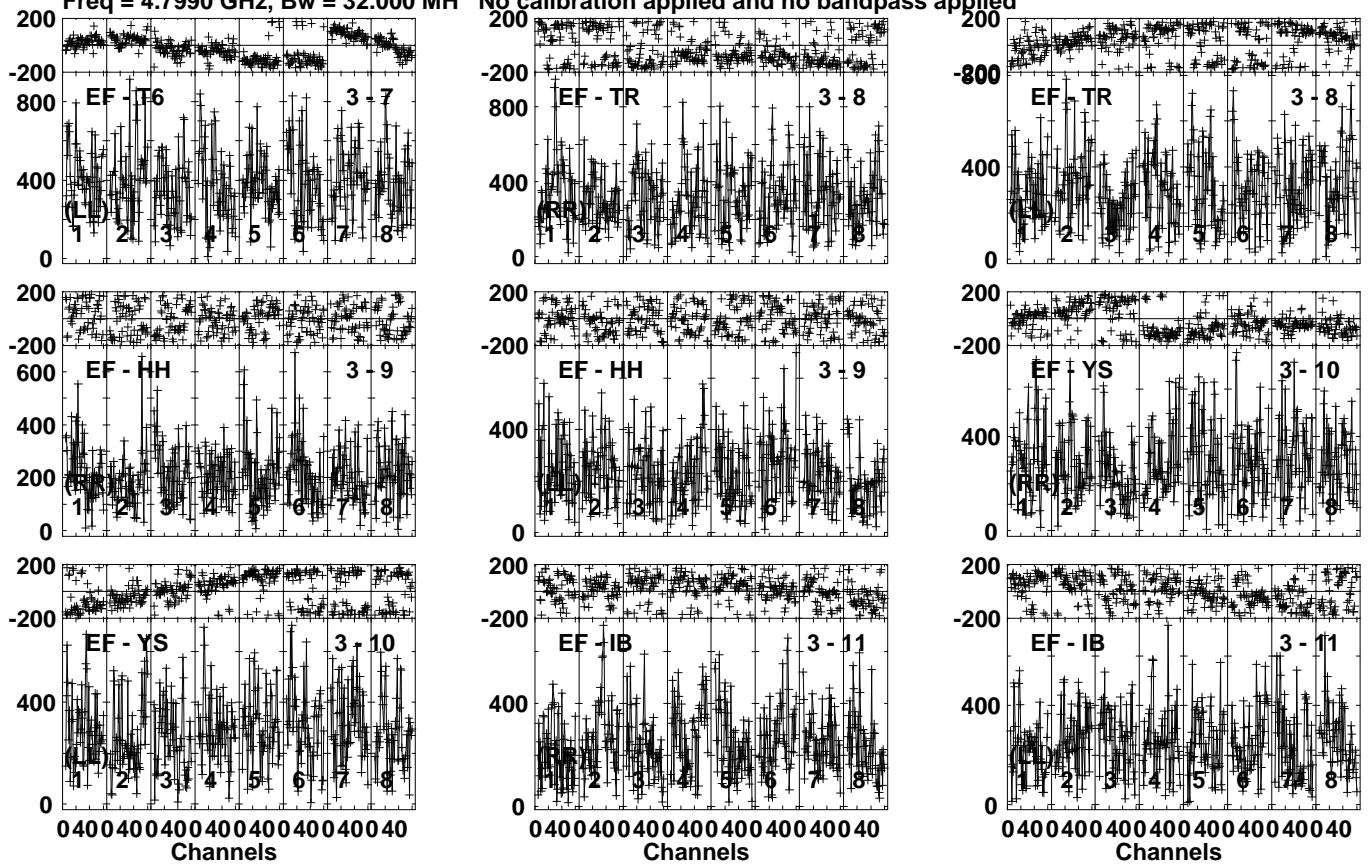 Freq = 4.7990 GHz, Bw = 32.000 MH No calibration applied and no bandpass applied
200
-200
800
400
0
EF - T6 3 - 7
(LL)
1 2 3 4 5 6 7 8
200
-200
800
400
0
EF - TR 3 - 8
(RR)
1 2 3 4 5 6 7 8
200
-200
800
400
0
EF - TR 3 - 8
(LL)
1 2 3 4 5 6 7 8
200
-200
600
400
200
0
EF - HH 3 - 9
(RR)
1 2 3 4 5 6 7 8
200
-200
400
0
EF - HH 3 - 9
(LL)
1 2 3 4 5 6 7 8
200
-200
400
0
EF - YS 3 - 10
(RR)
1 2 3 4 5 6 7 8
200
-200
400
0
EF - YS 3 - 10
(LL)
1 2 3 4 5 6 7 8
0 40 0 40 0 40 0 40 0 40 0 40 0 40 0 40
Channels
200
-200
400
0
EF - IB 3 - 11
(RR)
1 2 3 4 5 6 7 8
0 40 0 40 0 40 0 40 0 40 0 40 0 40 0 40
Channels
200
-200
400
0
EF - IB 3 - 11
(LL)
1 2 3 4 5 6 7 8
0 40 0 40 0 40 0 40 0 40 0 40 0 40 0 40
Channels